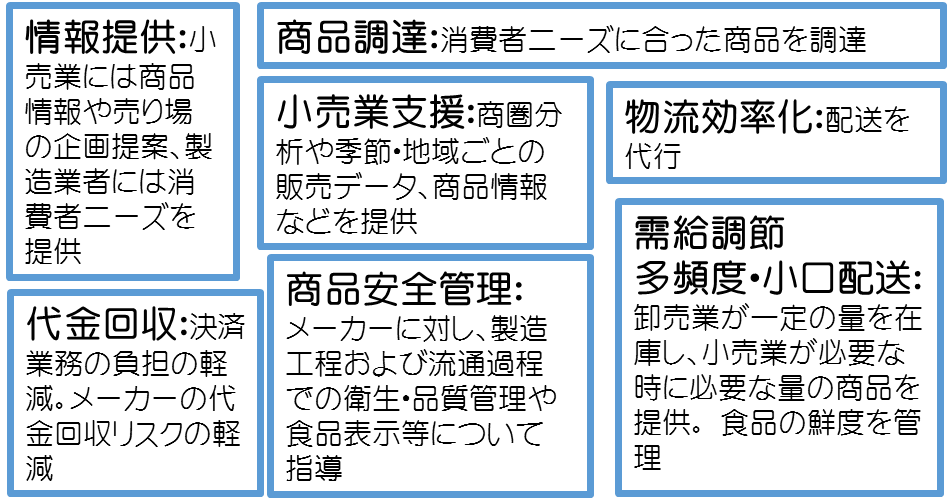 情報提供:小
売業には商品
情報や売り場
の企画提案、製
造業者には消
費者ニーズを
提供
商品調達:消費者ニーズに合った商品を調達
小売業支援:商圏分
析や季節・地域ごとの
販売データ、商品情報
などを提供
物流効率化:配送を
代行
代金回収:決済
業務の負担の軽
減。メーカーの代
金回収リスクの軽
減
商品安全管理:
メーカーに対し、製造
工程および流通過程
での衛生・品質管理や
食品表示等について
指導
需給調節
多頻度・小口配送:
卸売業が一定の量を在
庫し、小売業が必要な
時に必要な量の商品を
提供。 食品の鮮度を管
理